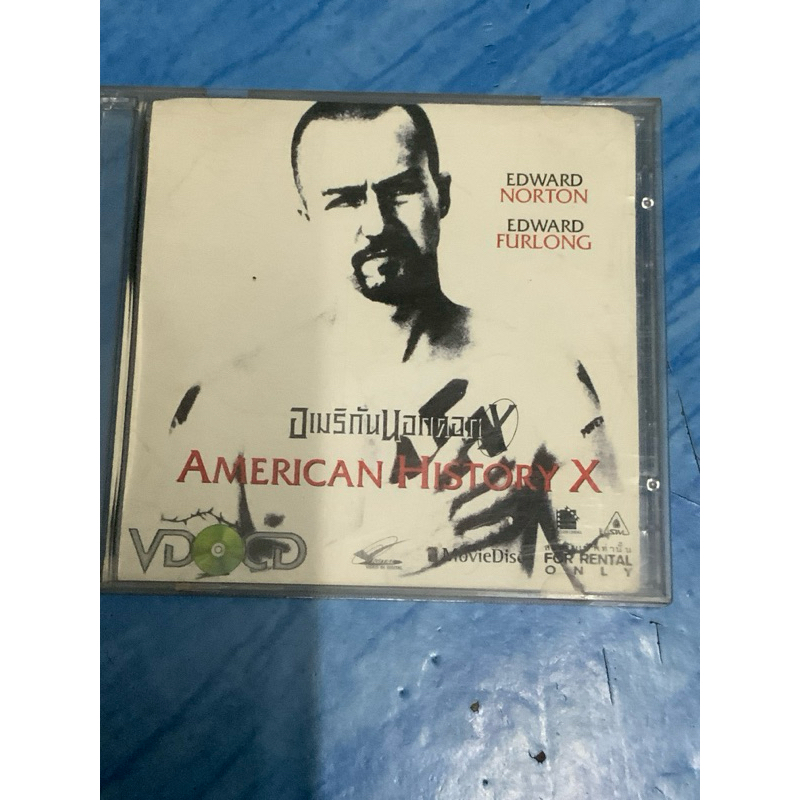 EDWARD
NORTON
EDWARD
FURLONG
อเมริกันนอกคอก X
AMERICAN HISTORY X
VDOCD
MovieDisc
FOR RENTAL
ONLY